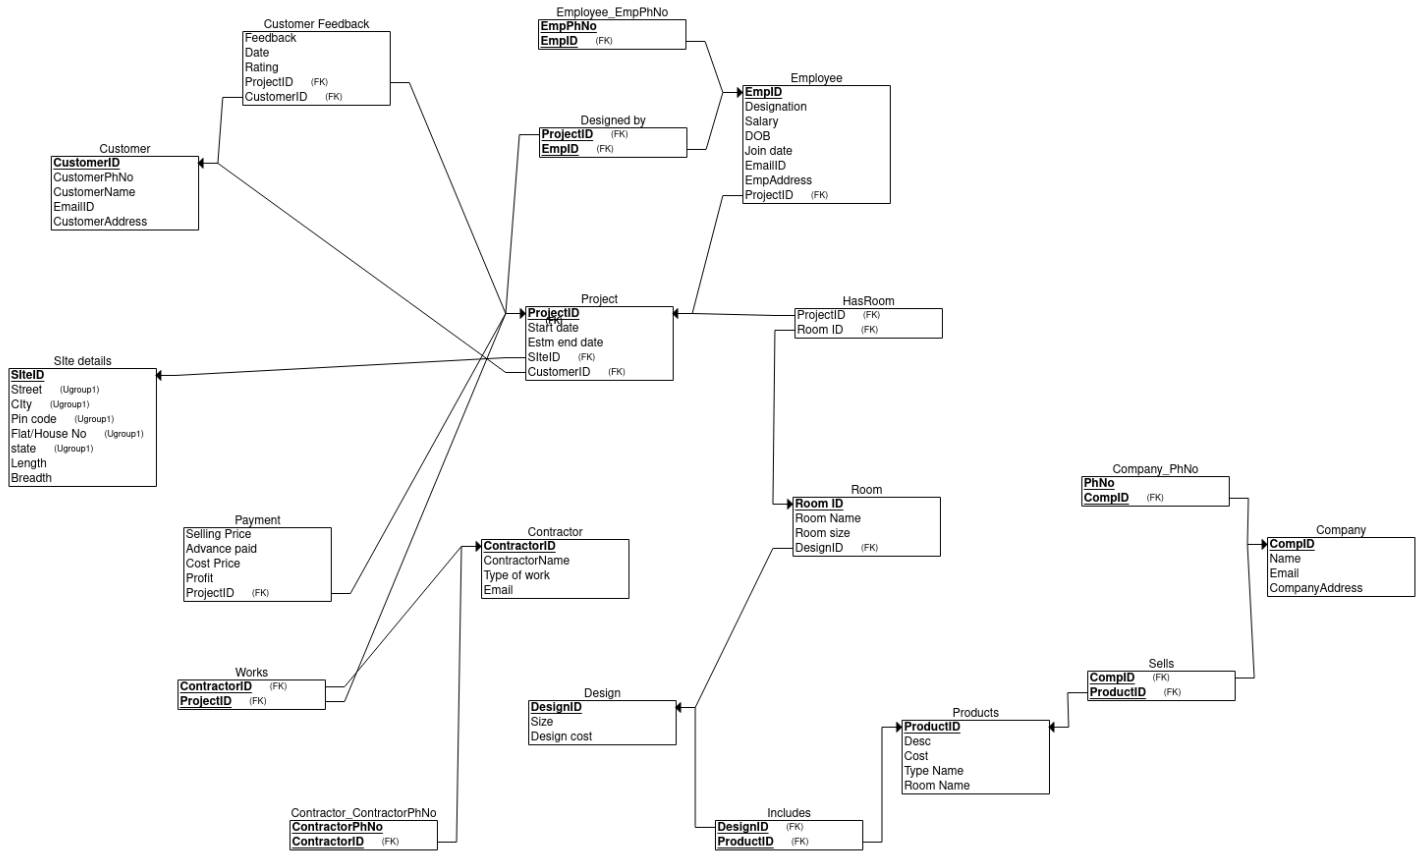 Employee_EmpPhNo
EmpPhNo
EmpID (FK)
Customer Feedback
Feedback
Date
Rating
ProjectID (FK)
CustomerID (FK)
Employee
EmpID
Designation
Salary
DOB
Join date
EmailID
EmpAddress
ProjectID (FK)
Designed by
ProjectID (FK)
EmpID (FK)
Customer
CustomerID
CustomerPhNo
CustomerName
EmailID
CustomerAddress
Project
ProjectID
(FK)
Start date
Estm end date
SIteID (FK)
CustomerID (FK)
HasRoom
ProjectID (FK)
Room ID (FK)
SIte details
SIteID
Street (Ugroup1)
CIty (Ugroup1)
Pin code (Ugroup1)
Flat/House No (Ugroup1)
state (Ugroup1)
Length
Breadth
Company_PhNo
PhNo
CompID (FK)
Room
Room ID
Room Name
Room size
DesignID (FK)
Payment
Selling Price
Advance paid
Cost Price
Profit
ProjectID (FK)
Contractor
ContractorID
ContractorName
Type of work
Email
Company
CompID
Name
Email
CompanyAddress
Works
ContractorID (FK)
ProjectID (FK)
Sells
CompID (FK)
ProductID (FK)
Design
DesignID
Size
Design cost
Products
ProductID
Desc
Cost
Type Name
Room Name
Contractor_ContractorPhNo
ContractorPhNo
ContractorID (FK)
Includes
DesignID (FK)
ProductID (FK)